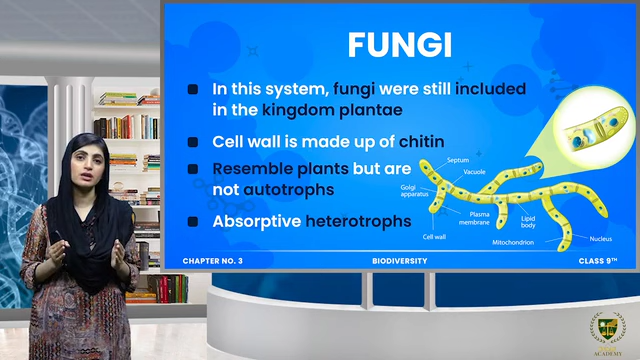 FUNGI
In this system, fungi were still included
in the kingdom plantae
Cell wall is made up of chitin
Resemble plants but are
not autotrophs
Absorptive heterotrophs
Septum
Vacuole
Golgi
apparatus
Plasma
membrane
Lipid
body
Cell wall
Mitochondrion
Nucleus
CHAPTER NO. 3
BIODIVERSITY
CLASS 9TH
ACADEMY